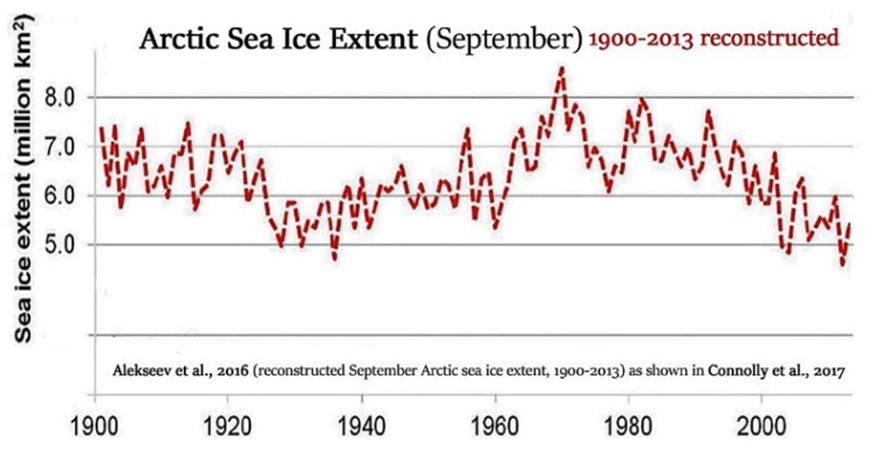 Arctic Sea Ice Extent (September) 1900-2013 reconstructed
Sea ice extent (million km²)
8.0
7.0
6.0
5.0
Alekseev et al., 2016 (reconstructed September Arctic sea ice extent, 1900-2013) as shown in Connolly et al., 2017
1900 1920 1940 1960 1980 2000